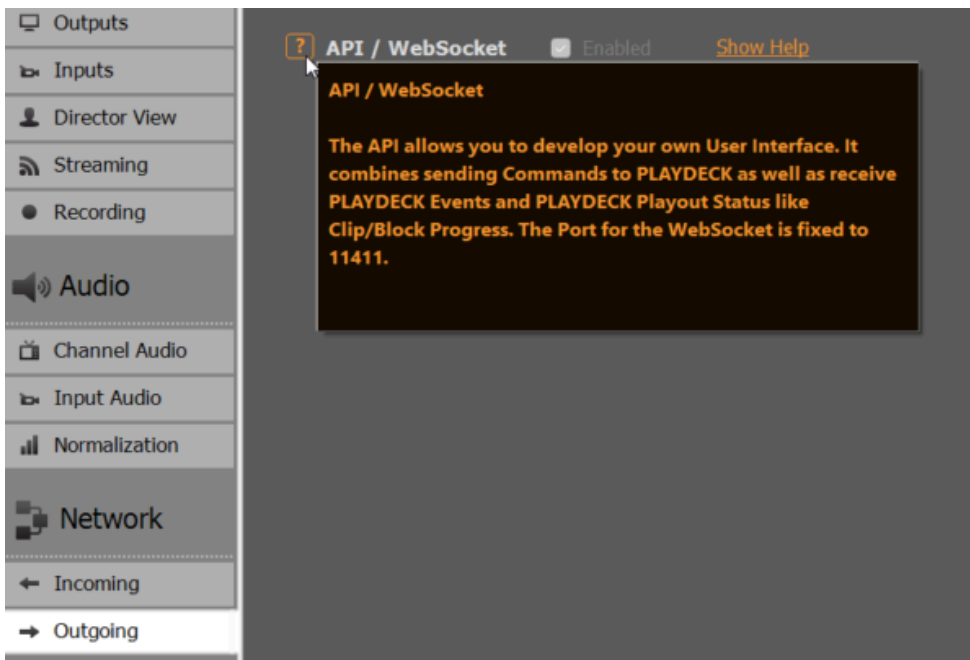 Outputs
Inputs
Director View
Streaming
Recording
Audio
Channel Audio
Input Audio
Normalization
Network
Incoming
Outgoing
? API / WebSocket Enabled Show Help
API / WebSocket
The API allows you to develop your own User Interface. It
combines sending Commands to PLAYDECK as well as receive
PLAYDECK Events and PLAYDECK Playout Status like
Clip/Block Progress. The Port for the WebSocket is fixed to
11411.